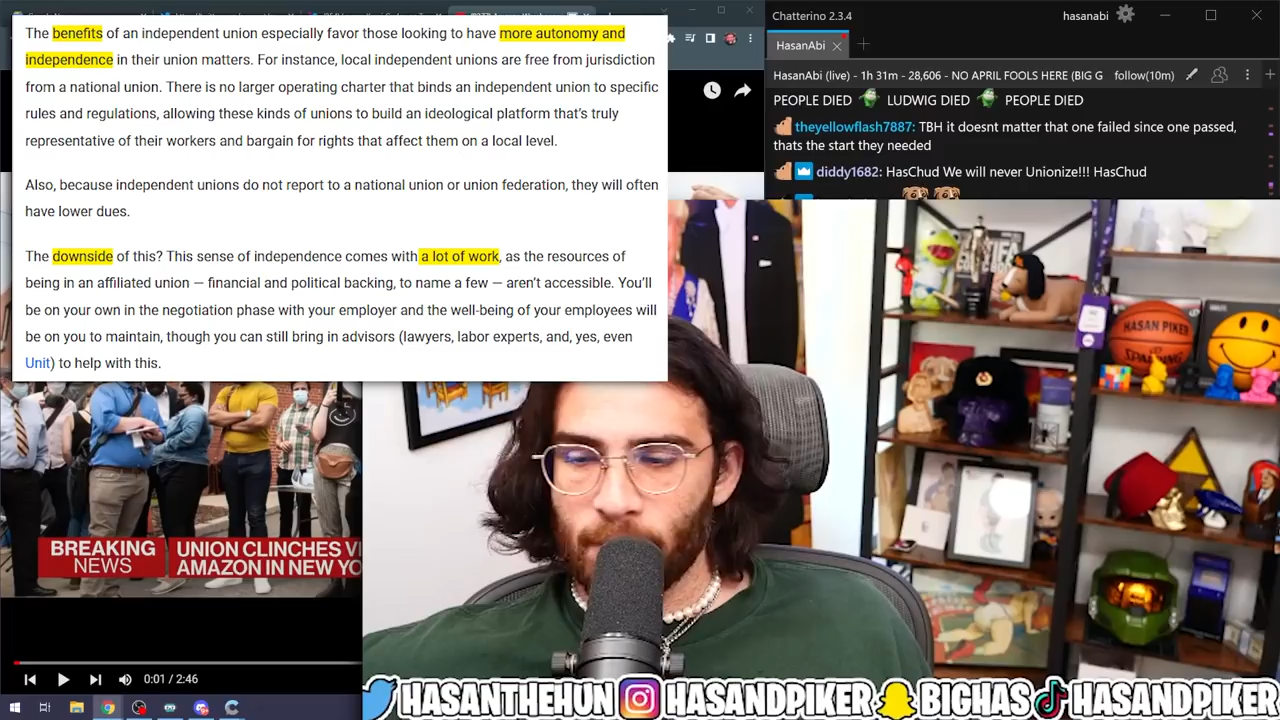 The benefits of an independent union especially favor those looking to have more autonomy and
independence in their union matters. For instance, local independent unions are free from jurisdiction
from a national union. There is no larger operating charter that binds an independent union to specific
rules and regulations, allowing these kinds of unions to build an ideological platform that's truly
representative of their workers and bargain for rights that affect them on a local level.
Also, because independent unions do not report to a national union or union federation, they will often
have lower dues.
The downside of this? This sense of independence comes with a lot of work, as the resources of
being in an affiliated union — financial and political backing, to name a few — aren't accessible. You'll
be on your own in the negotiation phase with your employer and the well-being of your employees will
be on you to maintain, though you can still bring in advisors (lawyers, labor experts, and, yes, even
Unit) to help with this.
Chatterino 2.3.4
hasanabi
HasanAbi
HasanAbi (live) - 1h 31m - 28,606 - NO APRIL FOOLS HERE (BIG G
follow(10m)
PEOPLE DIED LUDWIG DIED PEOPLE DIED
theyellowflash7887: TBH it doesnt matter that one failed since one passed,
thats the start they needed
diddy1682: HasChud We will never Unionize!!! HasChud
HASAN PIKER
SPALDING
BREAKING
NEWS
UNION CLINCHES VI
AMAZON IN NEW YO
0:01 / 2:46
HASANTHEHUN HASANDPIKER BIGHAS HASANDPIKER